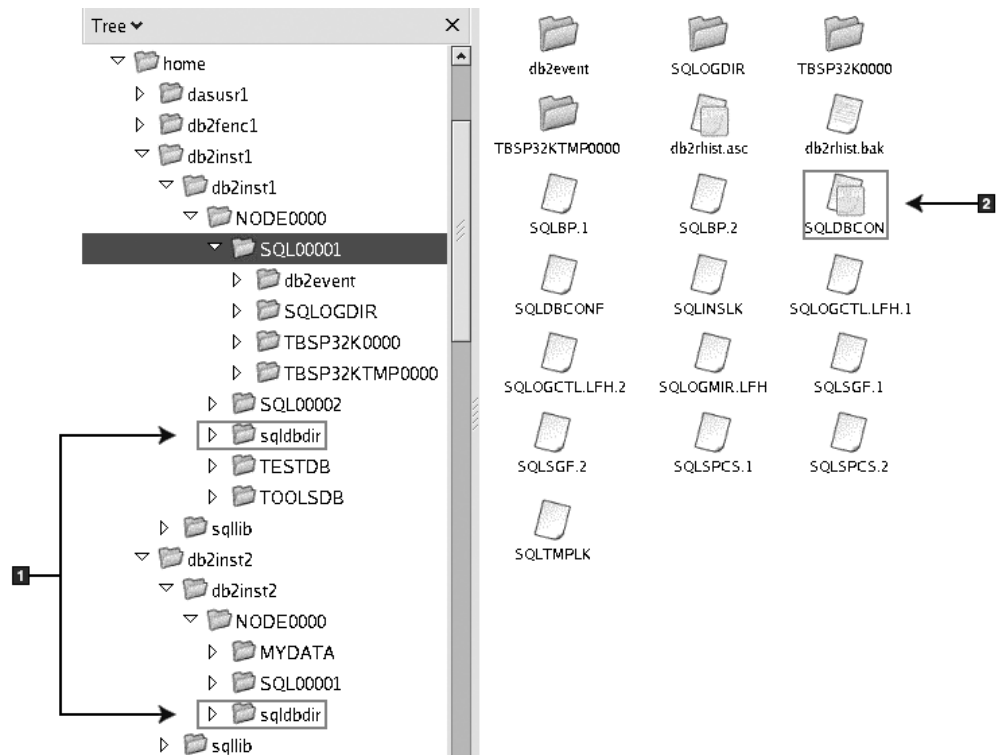 Tree
home
dasusr1
db2fenc1
db2inst1
db2inst1
NODE0000
SQL00001
db2event
SQLOGDIR
TBSP32K0000
TBSP32KTMP0000
SQL00002
sqldbdir
TESTDB
TOOLSDB
sqllib
db2inst2
db2inst2
NODE0000
MYDATA
SQL00001
sqldbdir
sqllib
1
db2event SQLOGDIR TBSP32K0000
TBSP32KTMP0000 db2rhist.asc db2rhist.bak
SQLBP.1 SQLBP.2 SQLDBCON
2
SQLDBCONF SQLINSLK SQLOGCTL.LFH.1
SQLOGCTL.LFH.2 SQLOGMIR.LFH SQLSGF.1
SQLSGF.2 SQLSPCS.1 SQLSPCS.2
SQLTMPLK